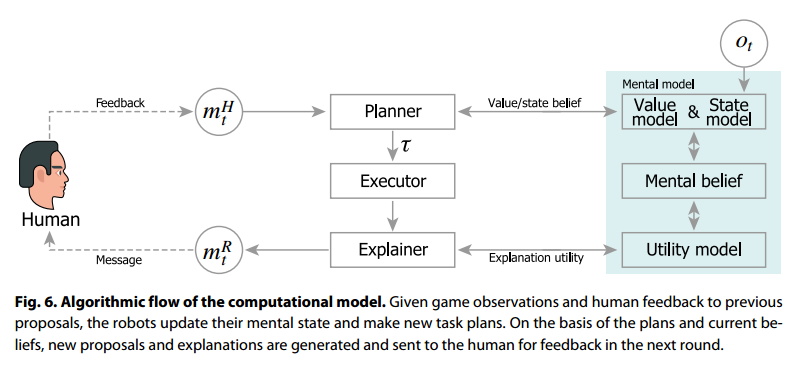 o_t
Mental model
Feedback
m_t^H
Planner
Value/state belief
Value model & State model
τ
Executor
Mental belief
Human
Message
m_t^R
Explainer
Explanation utility
Utility model
Fig. 6. Algorithmic flow of the computational model. Given game observations and human feedback to previous
proposals, the robots update their mental state and make new task plans. On the basis of the plans and current be-
liefs, new proposals and explanations are generated and sent to the human for feedback in the next round.